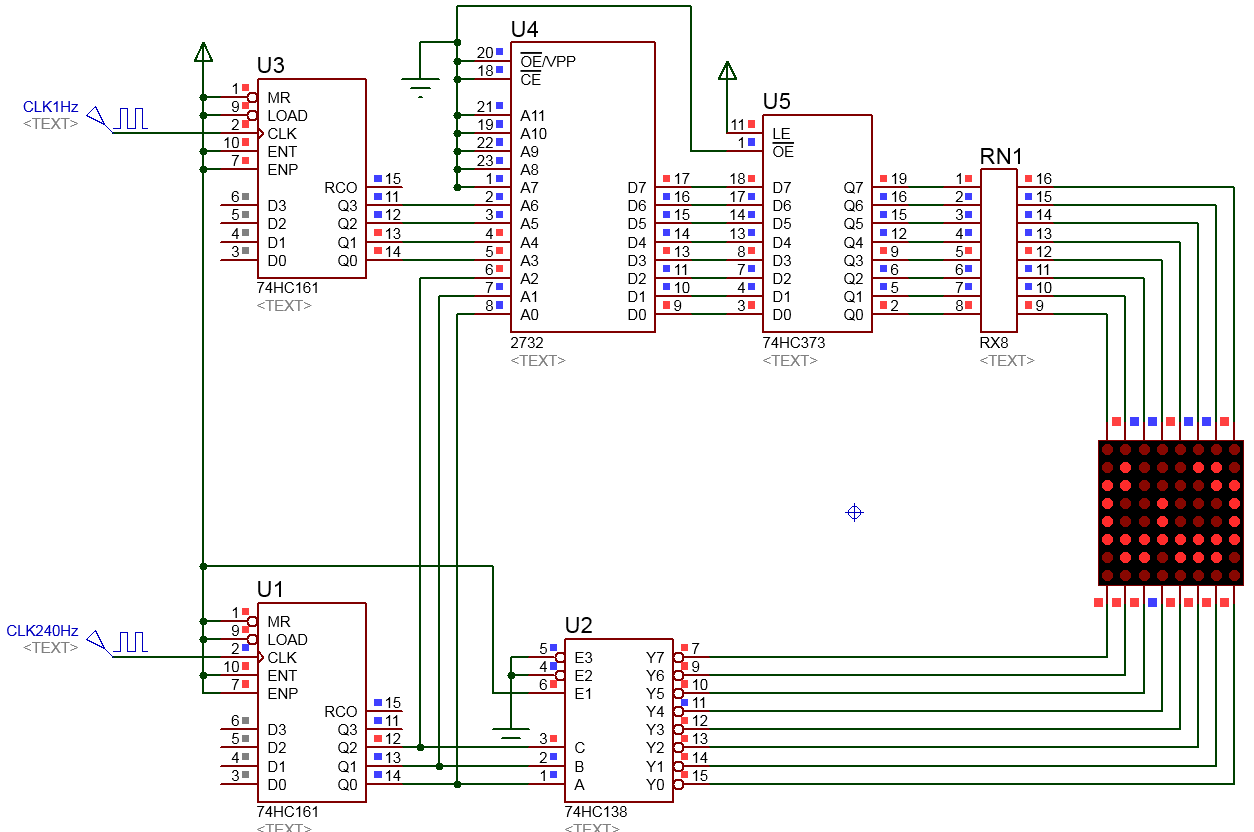 U3
CLK1Hz
<TEXT>
1 MR
9 LOAD
2 CLK
10 ENT
7 ENP
RCO 15
6 D3 Q3 11
5 D2 Q2 12
4 D1 Q1 13
3 D0 Q0 14
74HC161
<TEXT>
U4
20 OE/VPP
18 CE
21 A11
19 A10
22 A9
23 A8
1 A7 D7 17
2 A6 D6 16
3 A5 D5 15
4 A4 D4 14
5 A3 D3 13
6 A2 D2 11
7 A1 D1 10
8 A0 D0 9
2732
<TEXT>
U5
11 LE
1 OE
18 D7 Q7 19
17 D6 Q6 16
14 D5 Q5 15
13 D4 Q4 12
8 D3 Q3 9
7 D2 Q2 6
4 D1 Q1 5
3 D0 Q0 2
74HC373
<TEXT>
RN1
1 16
2 15
3 14
4 13
5 12
6 11
7 10
8 9
RX8
<TEXT>
U1
CLK240Hz
<TEXT>
1 MR
9 LOAD
2 CLK
10 ENT
7 ENP
RCO 15
6 D3 Q3 11
5 D2 Q2 12
4 D1 Q1 13
3 D0 Q0 14
74HC161
<TEXT>
U2
5 E3 Y7 7
4 E2 Y6 9
6 E1 Y5 10
Y4 11
Y3 12
3 C Y2 13
2 B Y1 14
1 A Y0 15
74HC138
<TEXT>